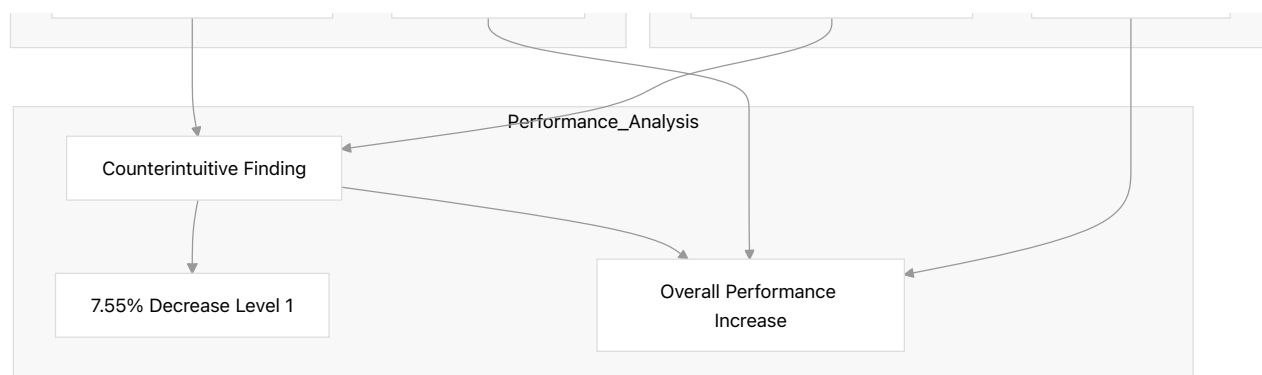 Performance_Analysis
Counterintuitive Finding
7.55% Decrease Level 1
Overall Performance
Increase